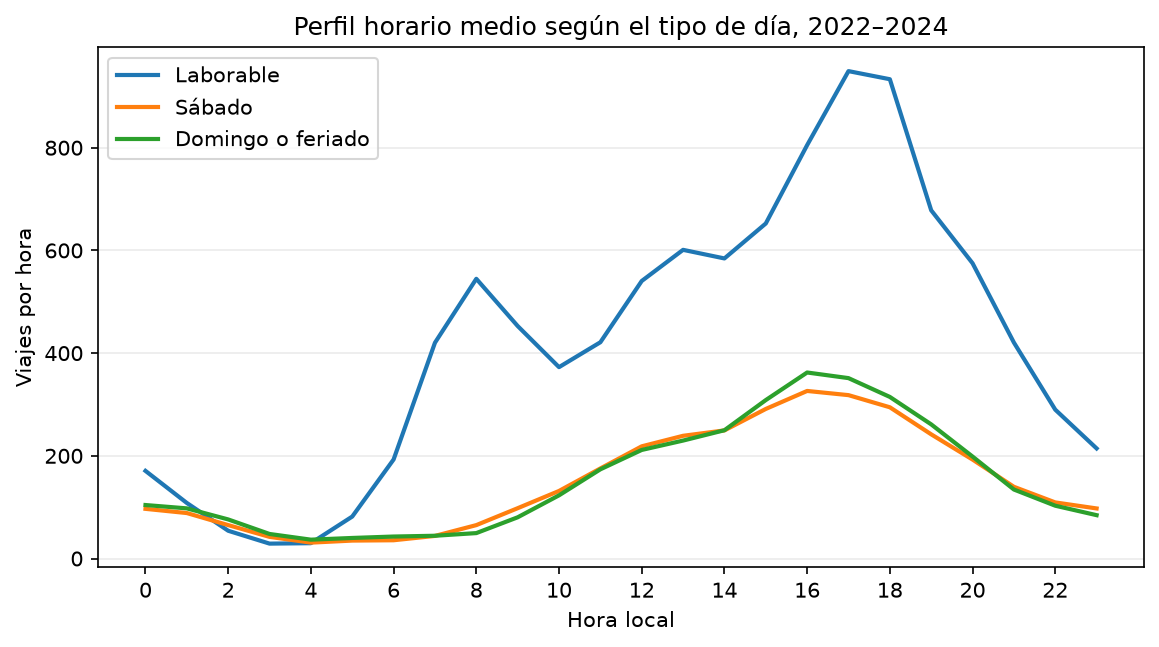 Perfil horario medio según el tipo de día, 2022–2024
Laborable
Sábado
Domingo o feriado
Viajes por hora
800
600
400
200
0
0 2 4 6 8 10 12 14 16 18 20 22
Hora local